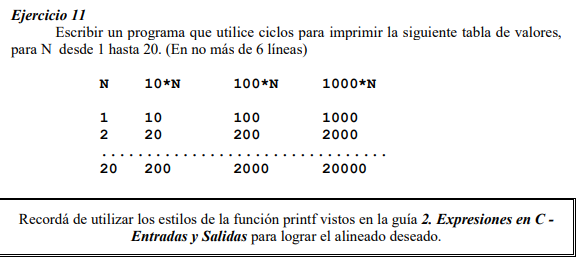 Ejercicio 11
Escribir un programa que utilice ciclos para imprimir la siguiente tabla de valores,
para N desde 1 hasta 20. (En no más de 6 líneas)
N 10*N 100*N 1000*N
1 10 100 1000
2 20 200 2000
................................
20 200 2000 20000
Recordá de utilizar los estilos de la función printf vistos en la guía 2. Expresiones en C -
Entradas y Salidas para lograr el alineado deseado.